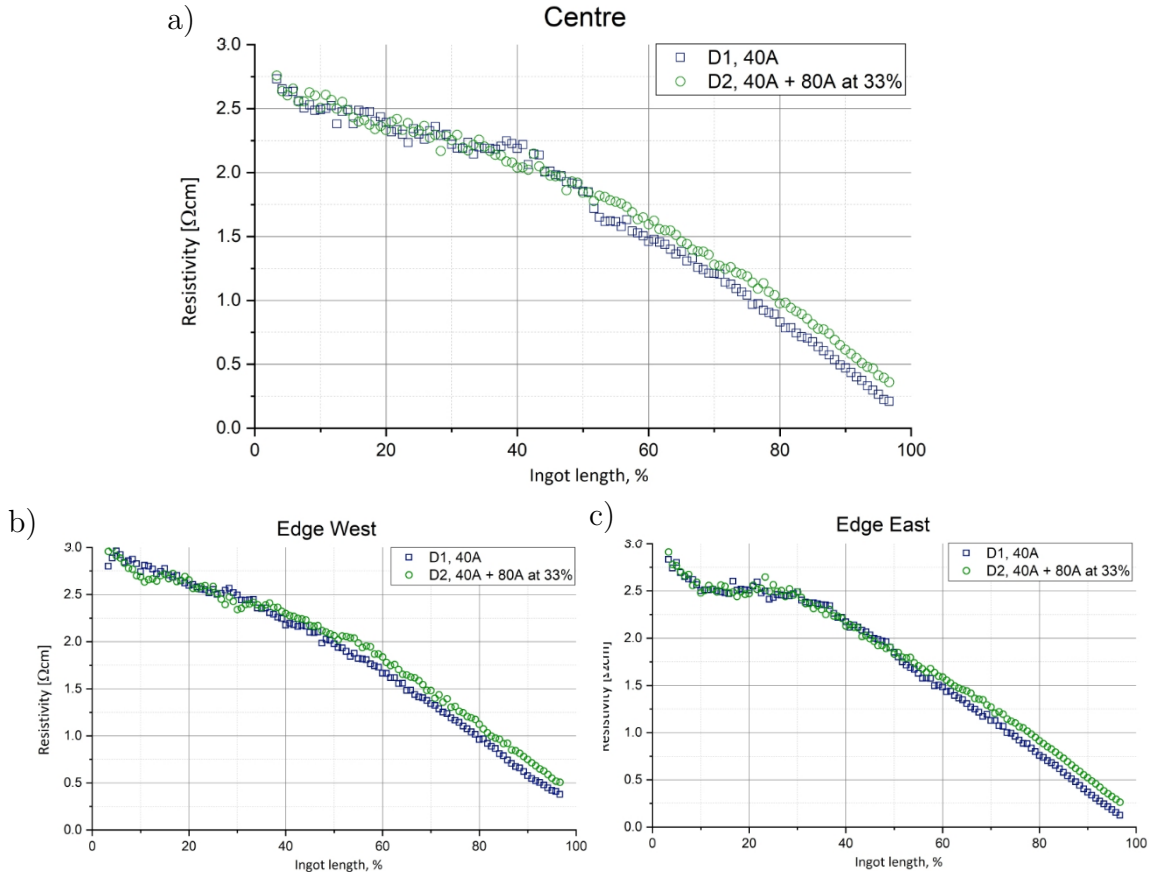 a)
Centre
D1, 40A
D2, 40A + 80A at 33%
3.0
2.5
2.0
1.5
1.0
0.5
0.0
Resistivity [Ωcm]
0 20 40 60 80 100
Ingot length, %
b)
Edge West
D1, 40A
D2, 40A + 80A at 33%
3.0
2.5
2.0
1.5
1.0
0.5
0.0
Resistivity [Ωcm]
0 20 40 60 80 100
Ingot length, %
c)
Edge East
D1, 40A
D2, 40A + 80A at 33%
3.0
2.5
2.0
1.5
1.0
0.5
0.0
Resistivity [Ωcm]
0 20 40 60 80 100
Ingot length, %